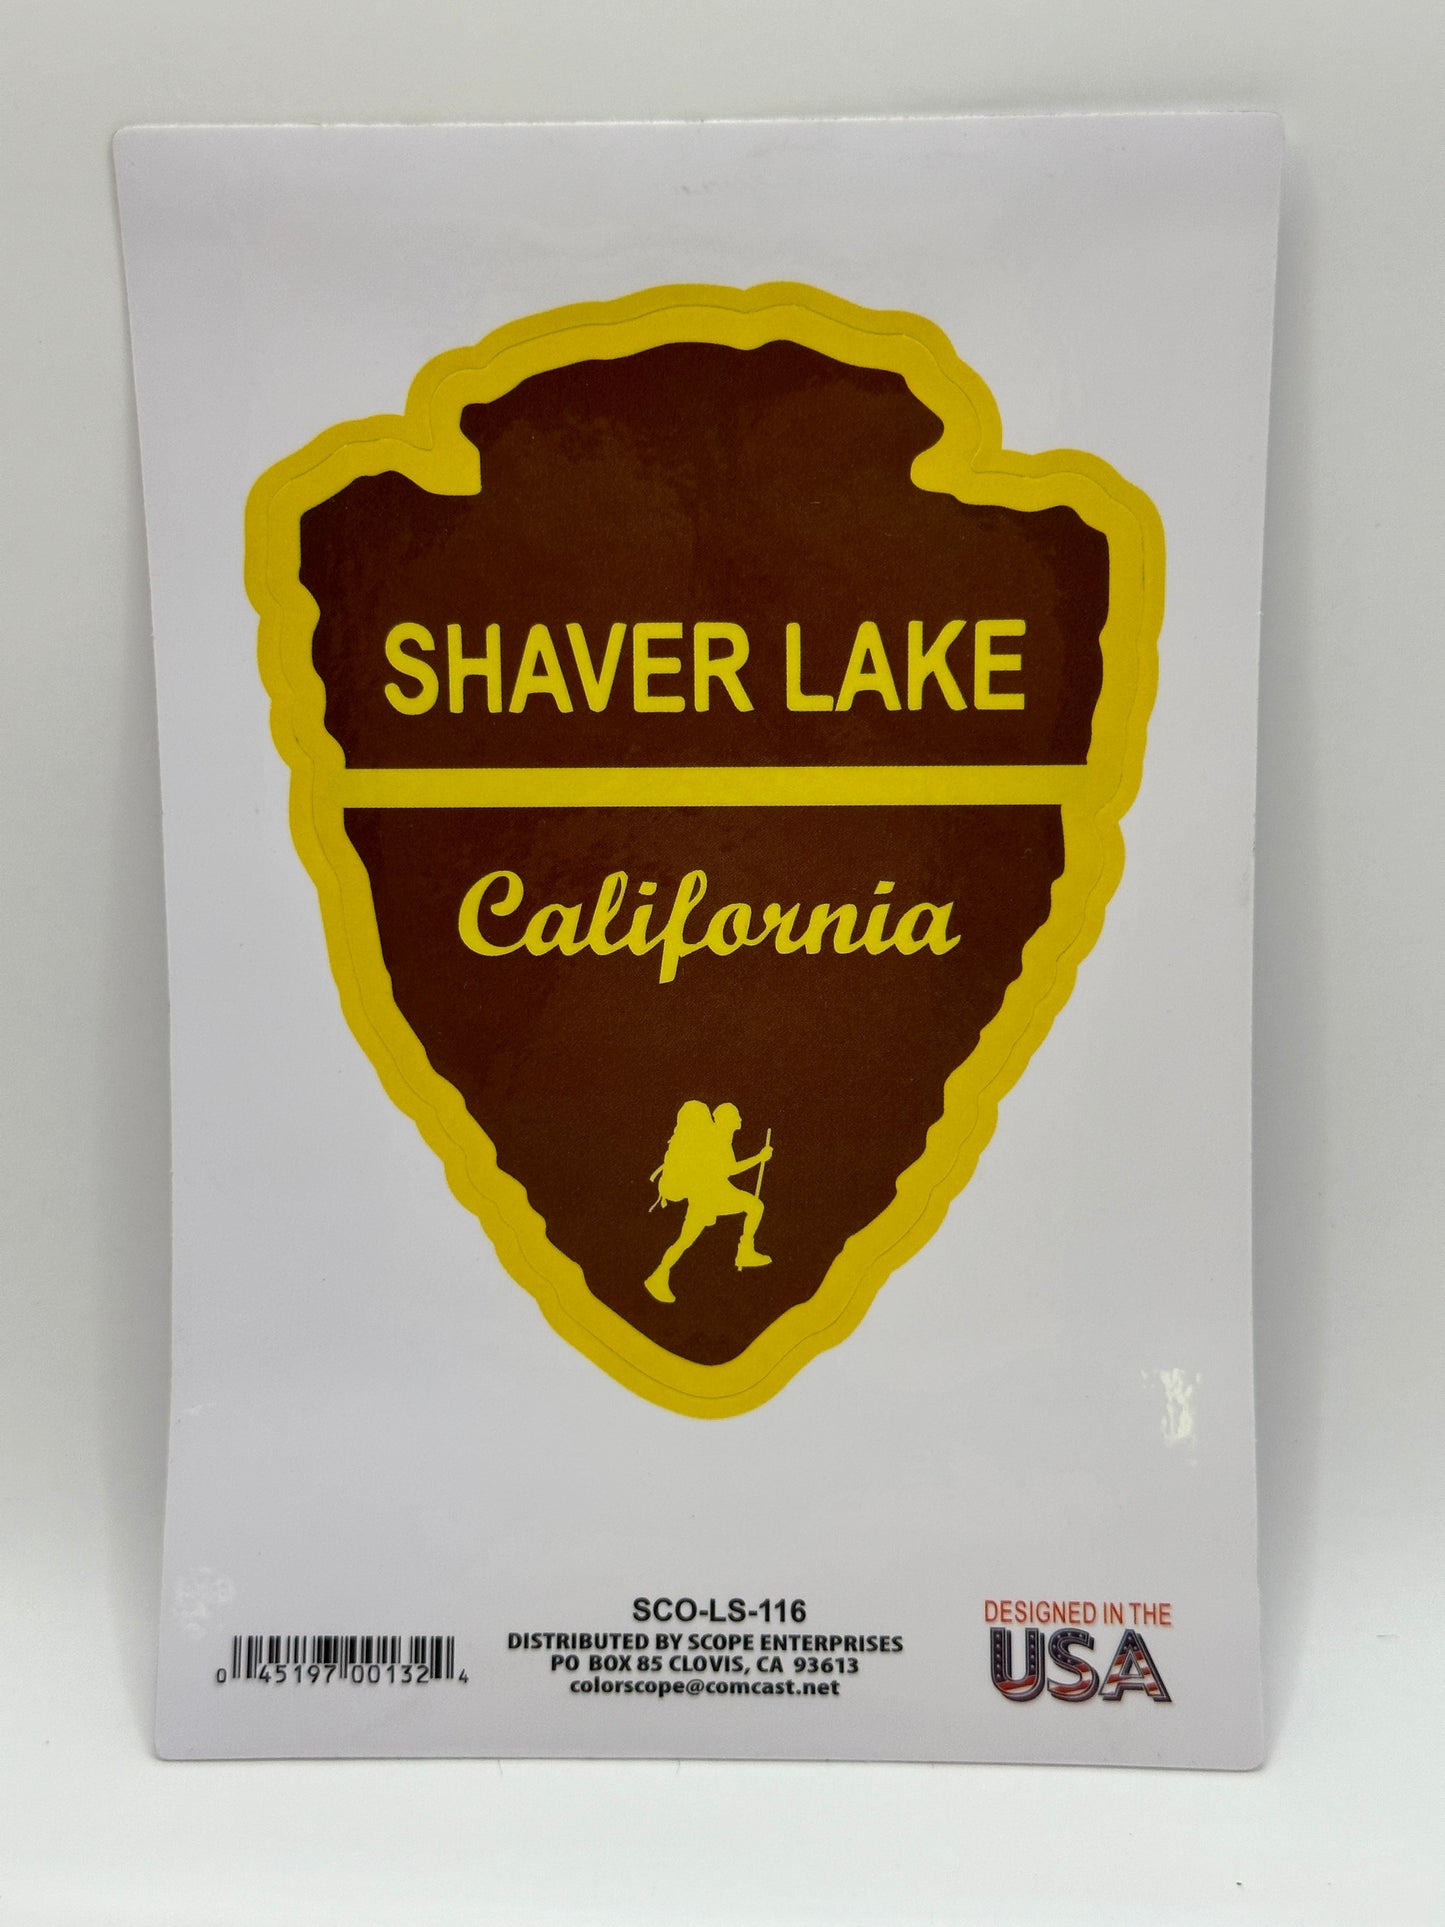 SHAVER LAKE
California
SCO-LS-116
DISTRIBUTED BY SCOPE ENTERPRISES
PO BOX 85 CLOVIS, CA 93613
colorscope@comcast.net
0 45197 00132 4
DESIGNED IN THE
USA